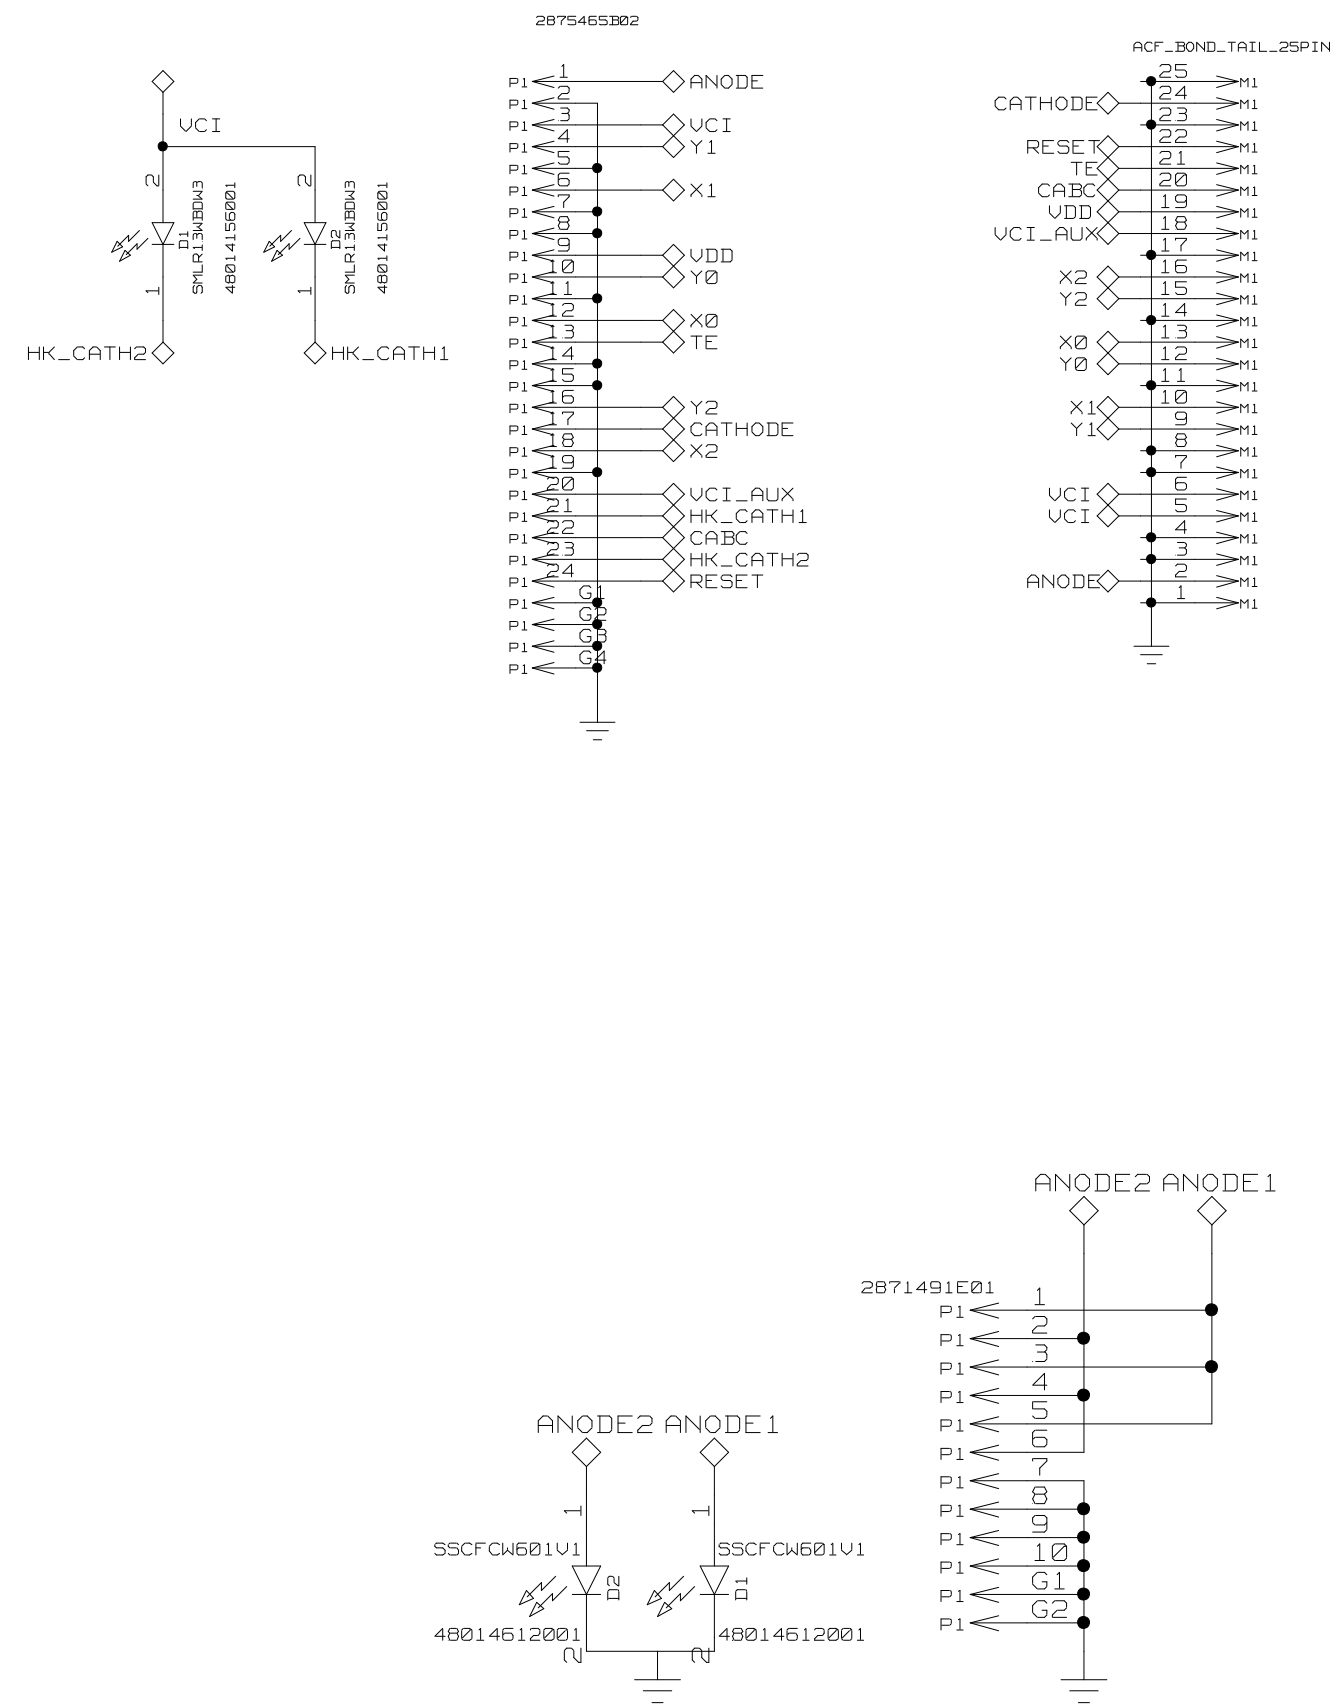 2875465B02
P1 1 ANODE
P1 2
P1 3 VCI
P1 4 Y1
P1 5
P1 6 X1
P1 7
P1 8
P1 9 VDD
P1 10 Y0
P1 11
P1 12 X0
P1 13 TE
P1 14
P1 15
P1 16 Y2
P1 17 CATHODE
P1 18 X2
P1 19
P1 20 VCI_AUX
P1 21 HK_CATH1
P1 22 CABC
P1 23 HK_CATH2
P1 24 RESET
P1 G1
P1 G2
P1 G3
P1 G4
ACF_BOND_TAIL_25PIN
25 M1
CATHODE 24 M1
23 M1
RESET 22 M1
TE 21 M1
CABC 20 M1
VDD 19 M1
VCI_AUX 18 M1
17 M1
X2 16 M1
Y2 15 M1
14 M1
X0 13 M1
Y0 12 M1
11 M1
X1 10 M1
Y1 9 M1
8 M1
7 M1
VCI 6 M1
VCI 5 M1
4 M1
3 M1
ANODE 2 M1
1 M1
VCI
2
D1
SMLR13WBDW3
48014156001
1
HK_CATH2
2
D2
SMLR13WBDW3
48014156001
1
HK_CATH1
ANODE2 ANODE1
2871491E01
P1 1
P1 2
P1 3
P1 4
P1 5
P1 6
P1 7
P1 8
P1 9
P1 10
P1 G1
P1 G2
ANODE2 ANODE1
1 1
SSCFCW601V1 SSCFCW601V1
D2 D1
48014612001 48014612001
2 2